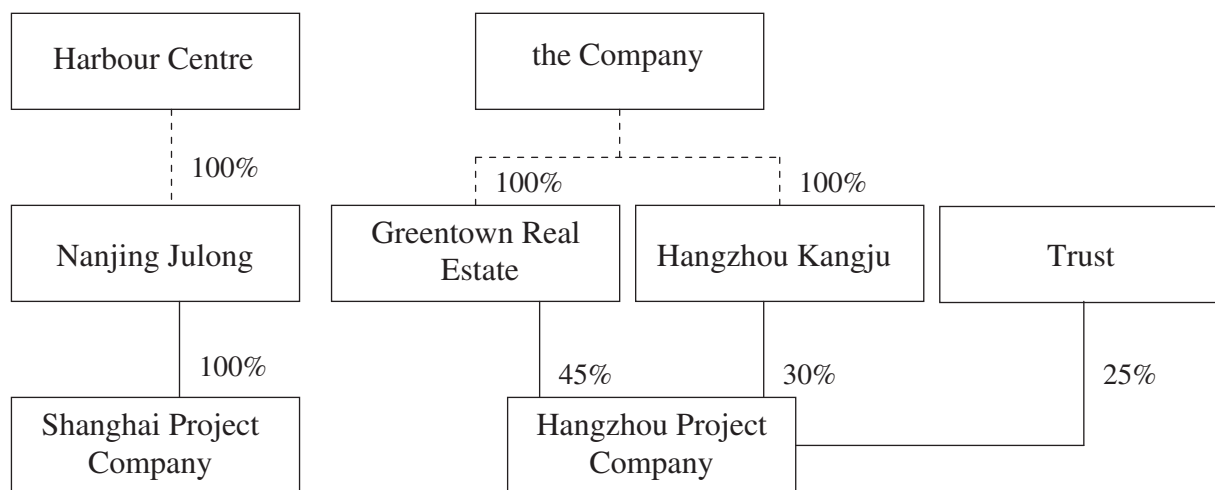 Harbour Centre
the Company
100%
100%
100%
Nanjing Julong
Greentown Real
Estate
Hangzhou Kangju
Trust
100%
45%
30%
25%
Shanghai Project
Company
Hangzhou Project
Company